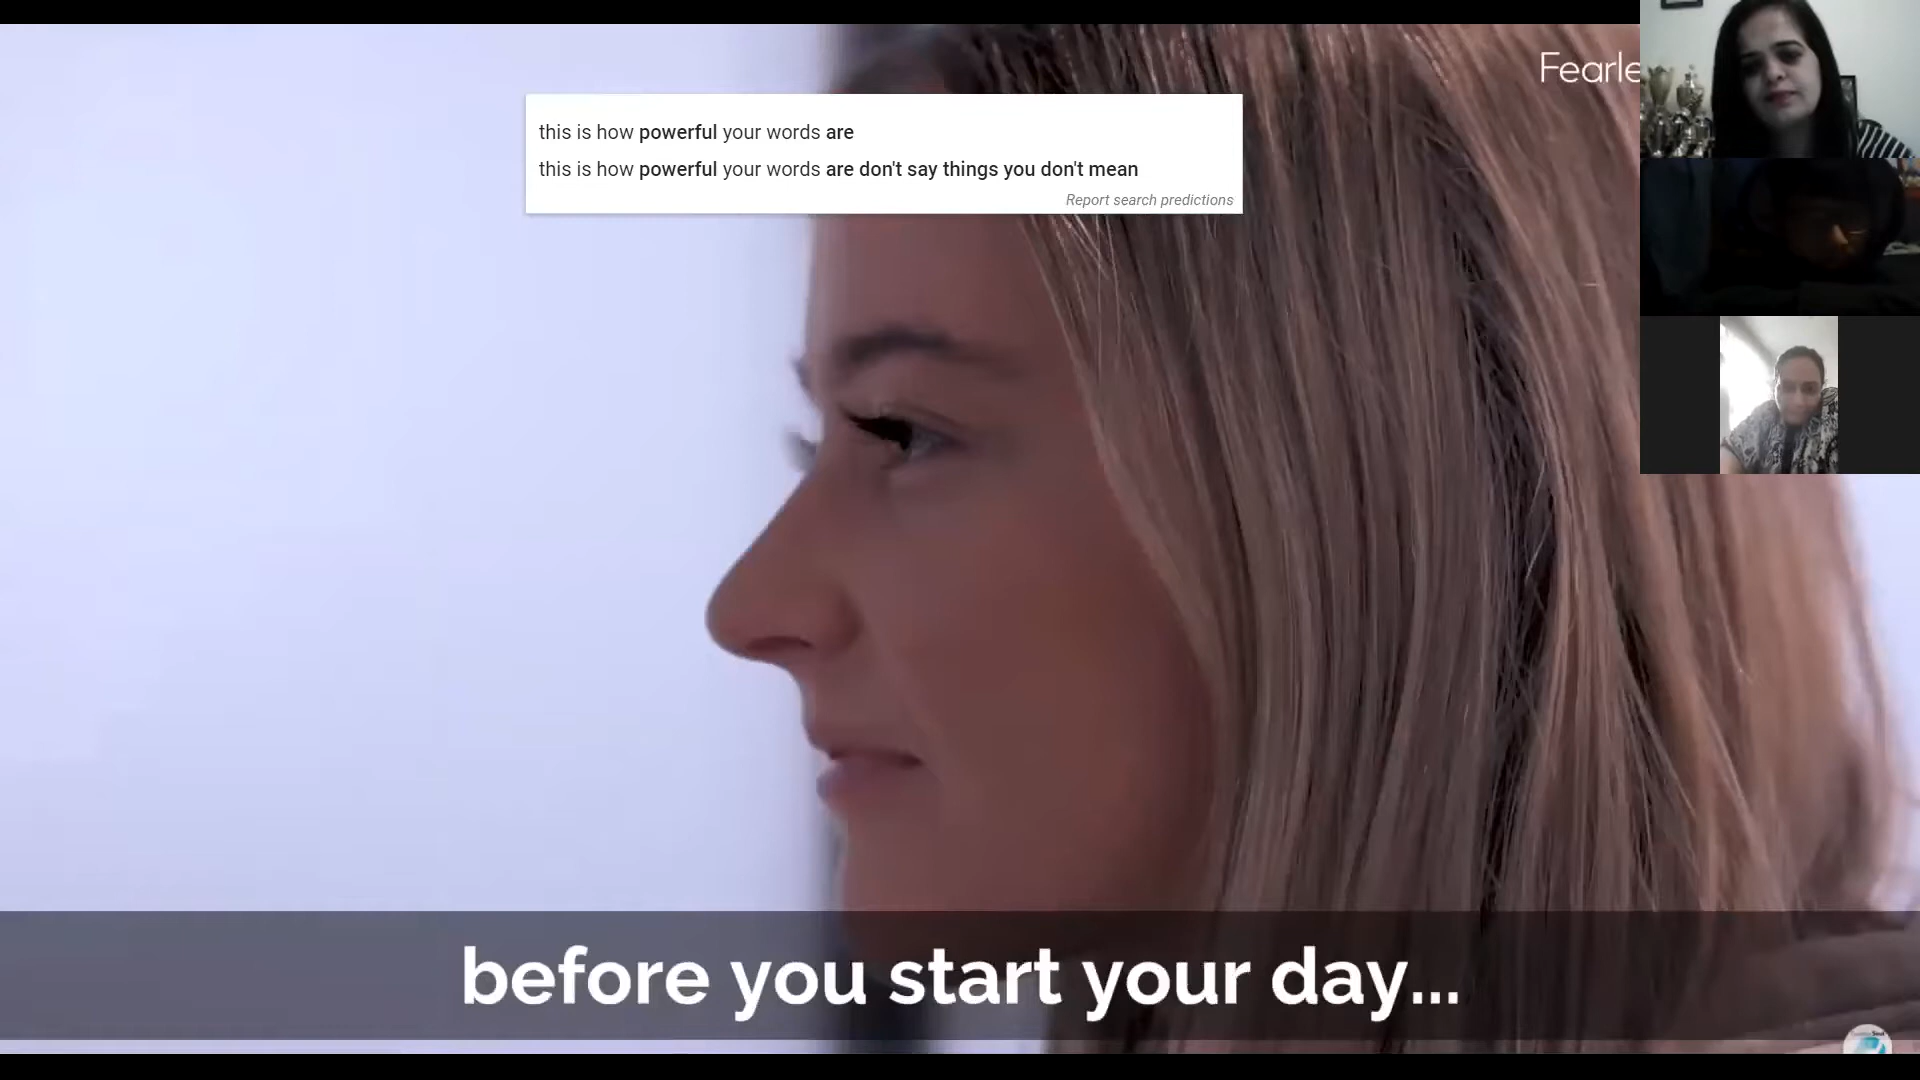 Fearle
this is how powerful your words are
this is how powerful your words are don't say things you don't mean
Report search predictions
before you start your day...